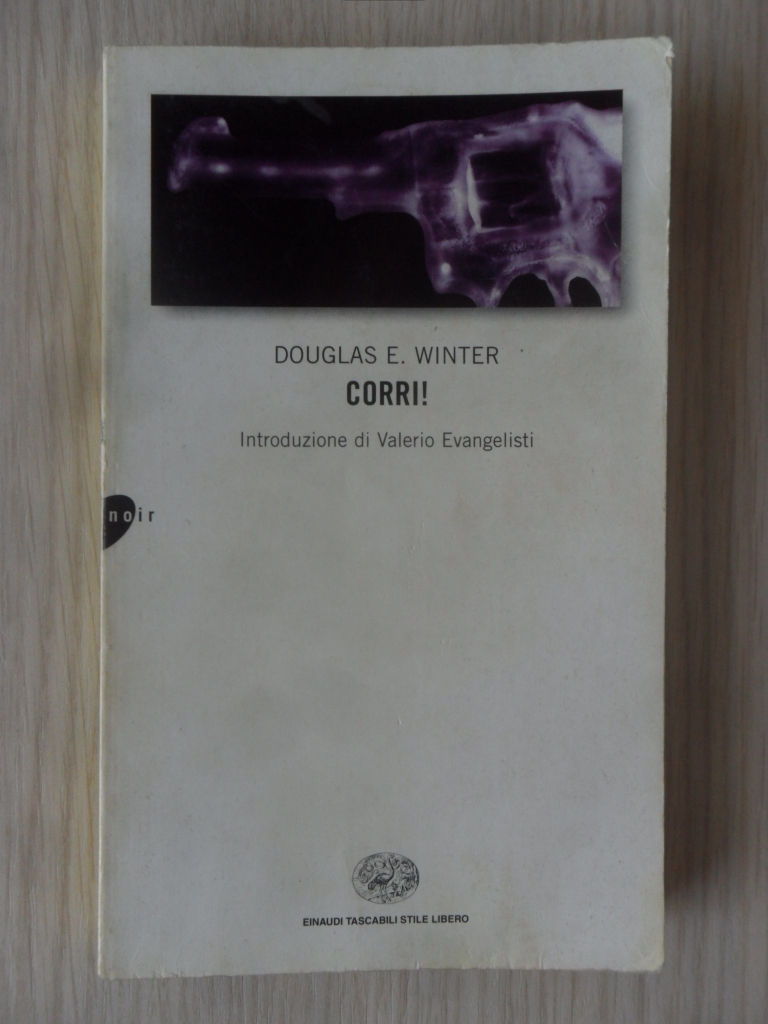 DOUGLAS E. WINTER
CORRI!
Introduzione di Valerio Evangelisti
noir
EINAUDI TASCABILI STILE LIBERO